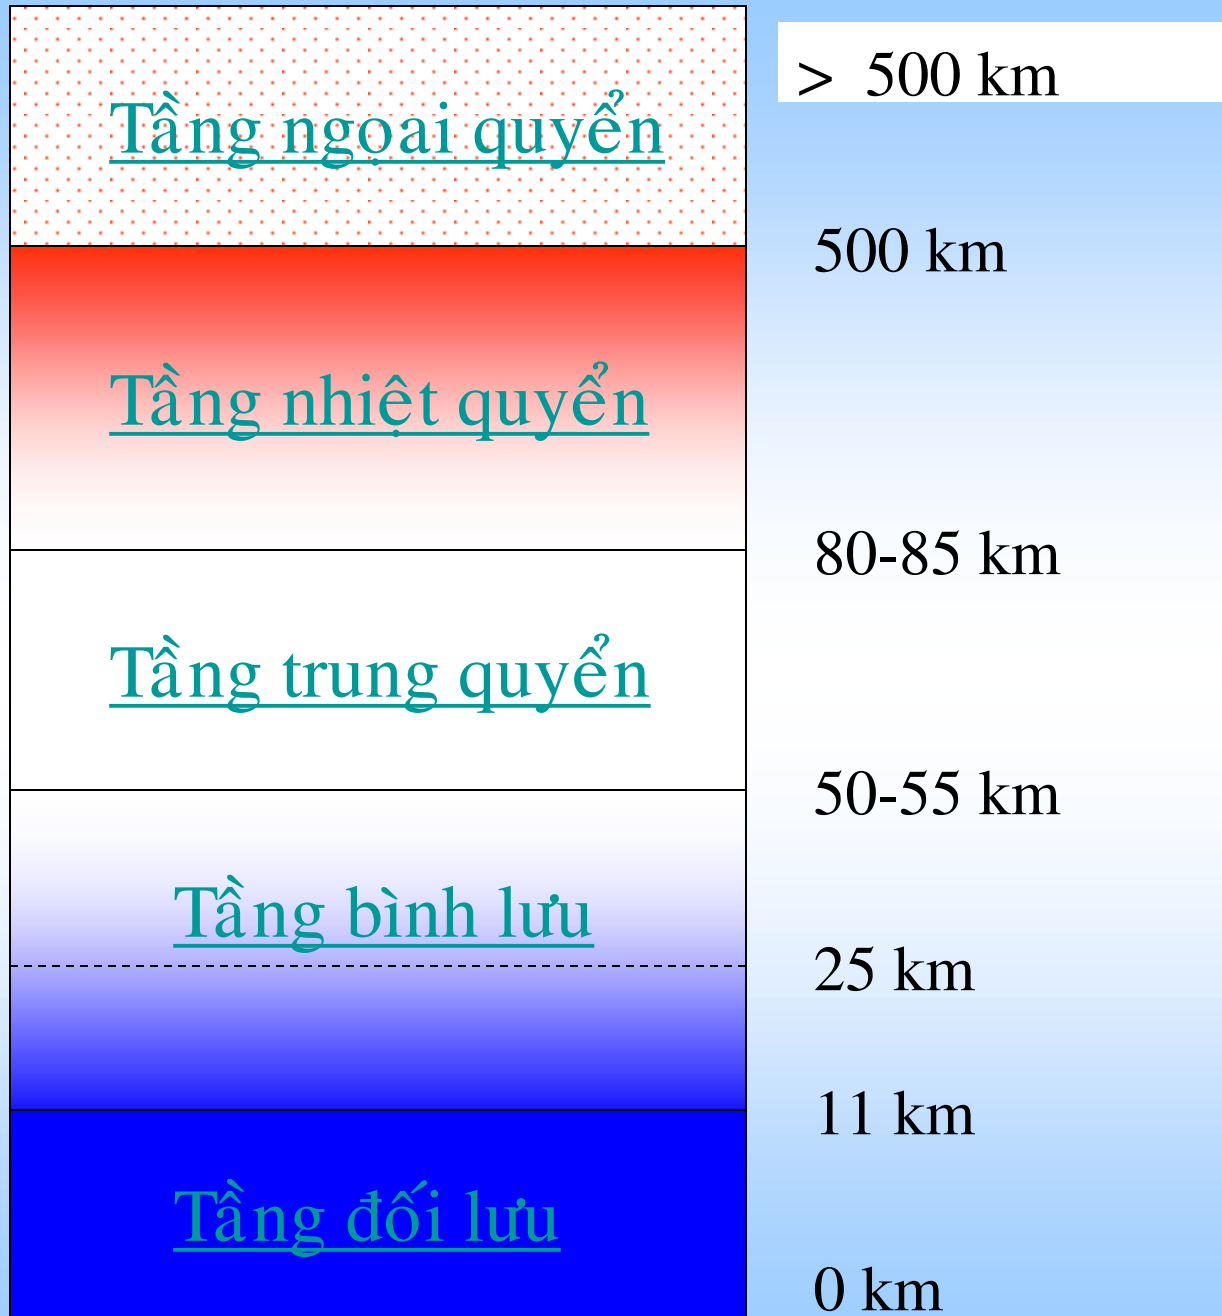 > 500 km
Tầng ngọai quyển
500 km
Tầng nhiệt quyển
80-85 km
Tầng trung quyển
50-55 km
Tầng bình lưu
25 km
11 km
Tầng đối lưu
0 km